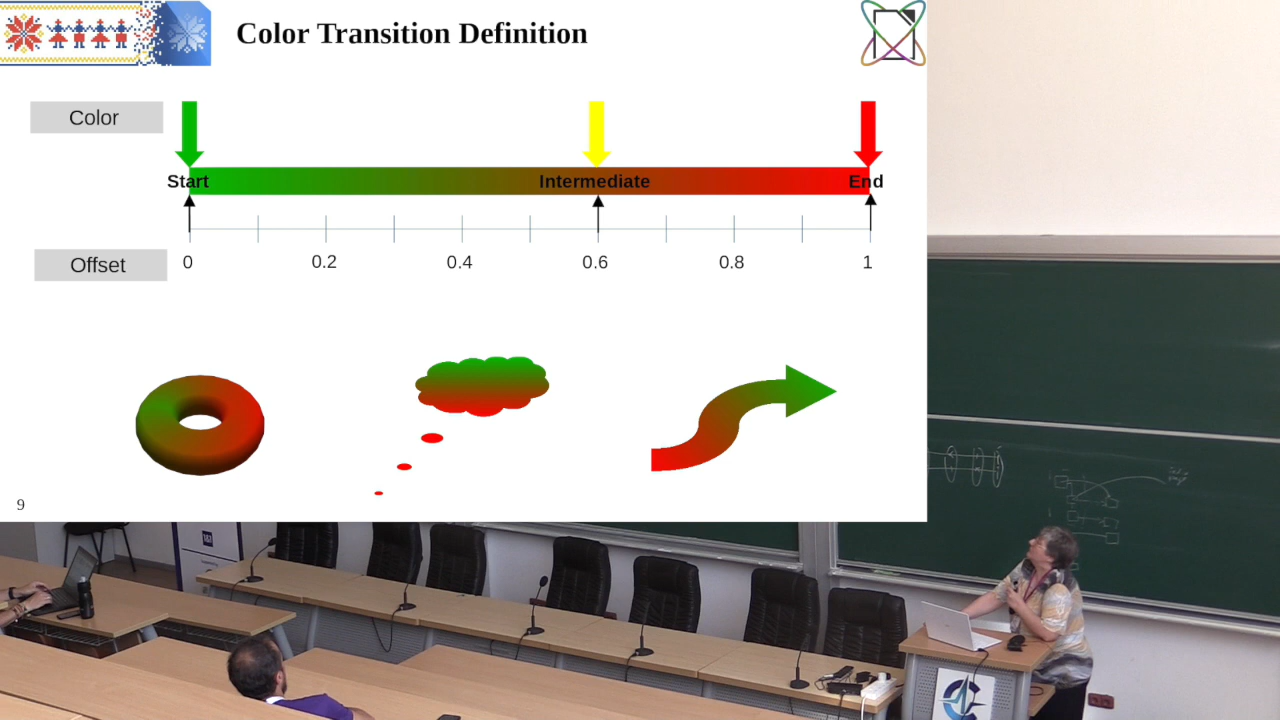 Color Transition Definition
Color
Start
Intermediate
End
Offset
0
0.2
0.4
0.6
0.8
1
9